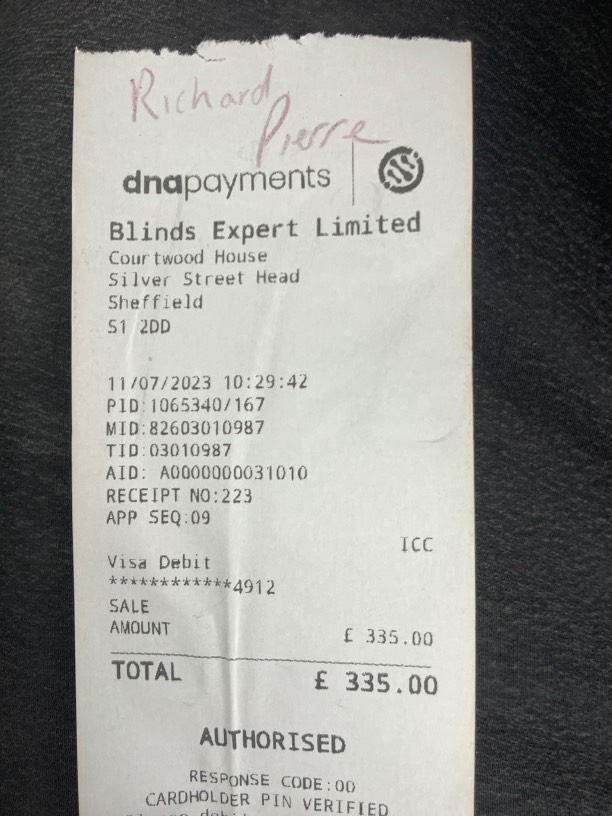 Richard
Pierre
dnapayments
Blinds Expert Limited
Courtwood House
Silver Street Head
Sheffield
S1 2DD
11/07/2023 10:29:42
PID:1065340/167
MID:82603010987
TID:03010987
AID: A0000000031010
RECEIPT NO:223
APP SEQ:09
ICC
Visa Debit
************4912
SALE
AMOUNT £ 335.00
TOTAL £ 335.00
AUTHORISED
RESPONSE CODE:00
CARDHOLDER PIN VERIFIED